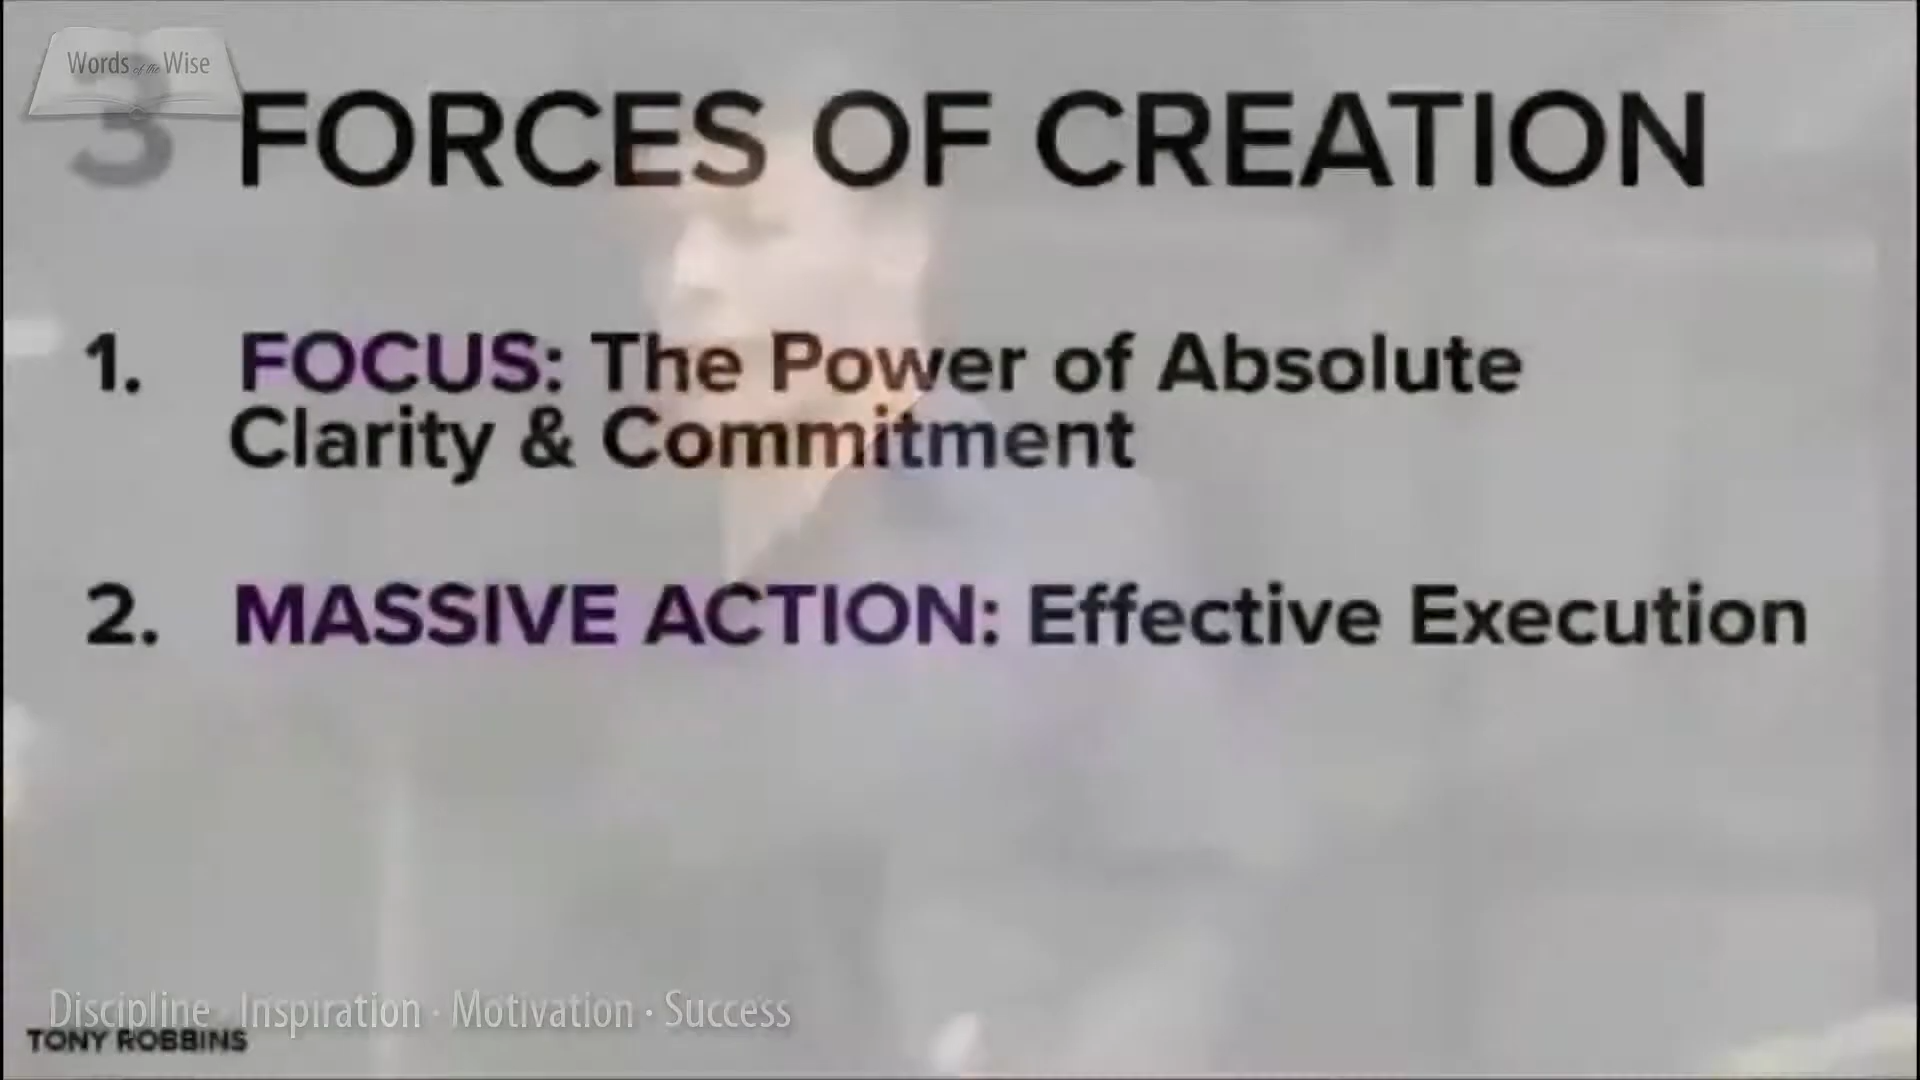 Words of the Wise
3 FORCES OF CREATION
1. FOCUS: The Power of Absolute
Clarity & Commitment
2. MASSIVE ACTION: Effective Execution
Discipline · Inspiration · Motivation · Success
TONY ROBBINS